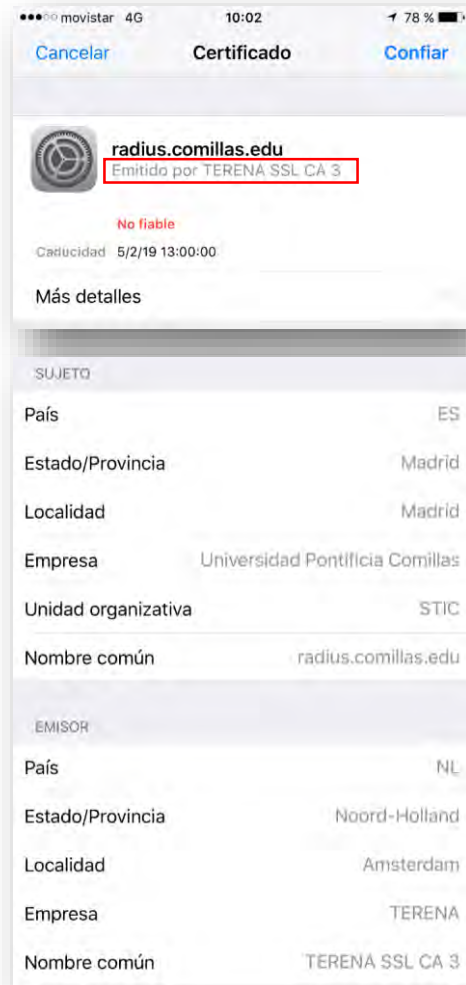 movistar 4G 10:02 78 %
Cancelar Certificado Confiar
radius.comillas.edu
Emitido por TERENA SSL CA 3
No fiable
Caducidad 5/2/19 13:00:00
Más detalles
SUJETO
País ES
Estado/Provincia Madrid
Localidad Madrid
Empresa Universidad Pontificia Comillas
Unidad organizativa STIC
Nombre común radius.comillas.edu
EMISOR
País NL
Estado/Provincia Noord-Holland
Localidad Amsterdam
Empresa TERENA
Nombre común TERENA SSL CA 3